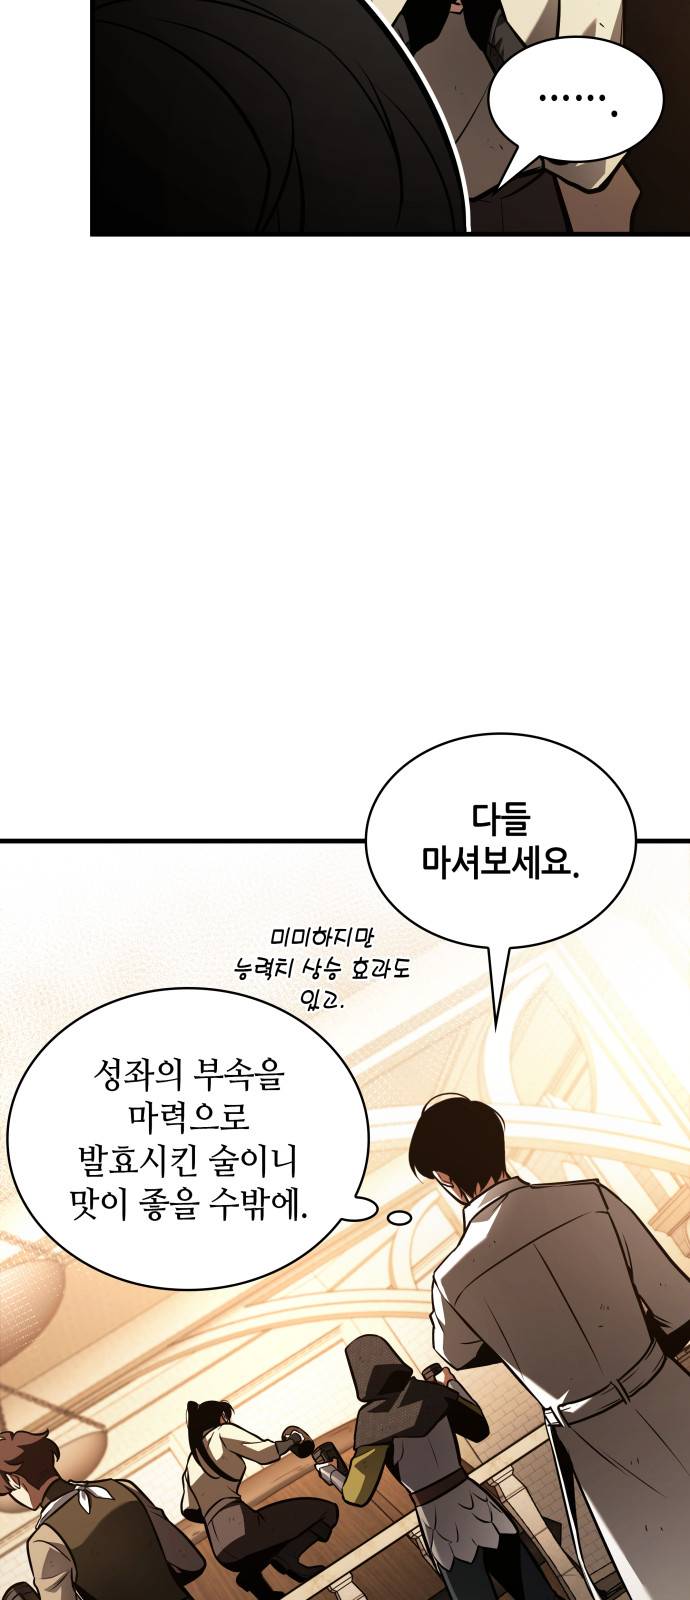 …….
다들
마셔보세요.
미미하지만
능력치 상승 효과도
있고.
성좌의 부속을
마력으로
발효시킨 술이니
맛이 좋을 수밖에.